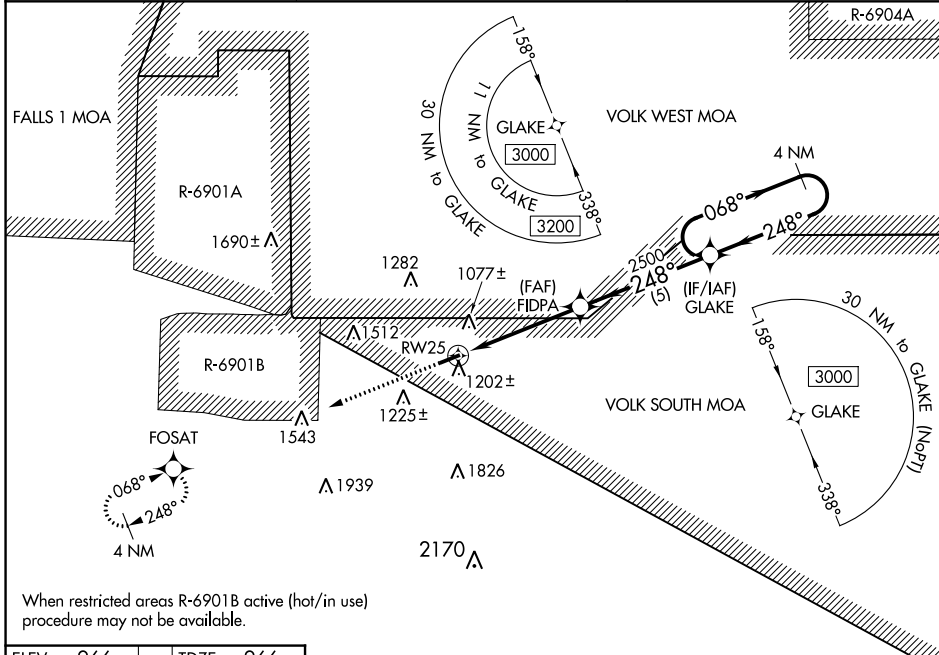 R-6904A
158°
FALLS 1 MOA
30 NM to GLAKE
11 NM to GLAKE
GLAKE
VOLK WEST MOA
3000
4 NM
R-6901A
338°
068°
3200
248°
1690±
1282
1077±
2500
248°
(5)
(FAF)
FIDPA
(IF/IAF)
GLAKE
30 NM to GLAKE (NoPT)
158°
1512
RW25
R-6901B
1202±
3000
1225±
VOLK SOUTH MOA
GLAKE
1543
FOSAT
068°
1826
1939
338°
248°
4 NM
2170
When restricted areas R-6901B active (hot/in use)
procedure may not be available.